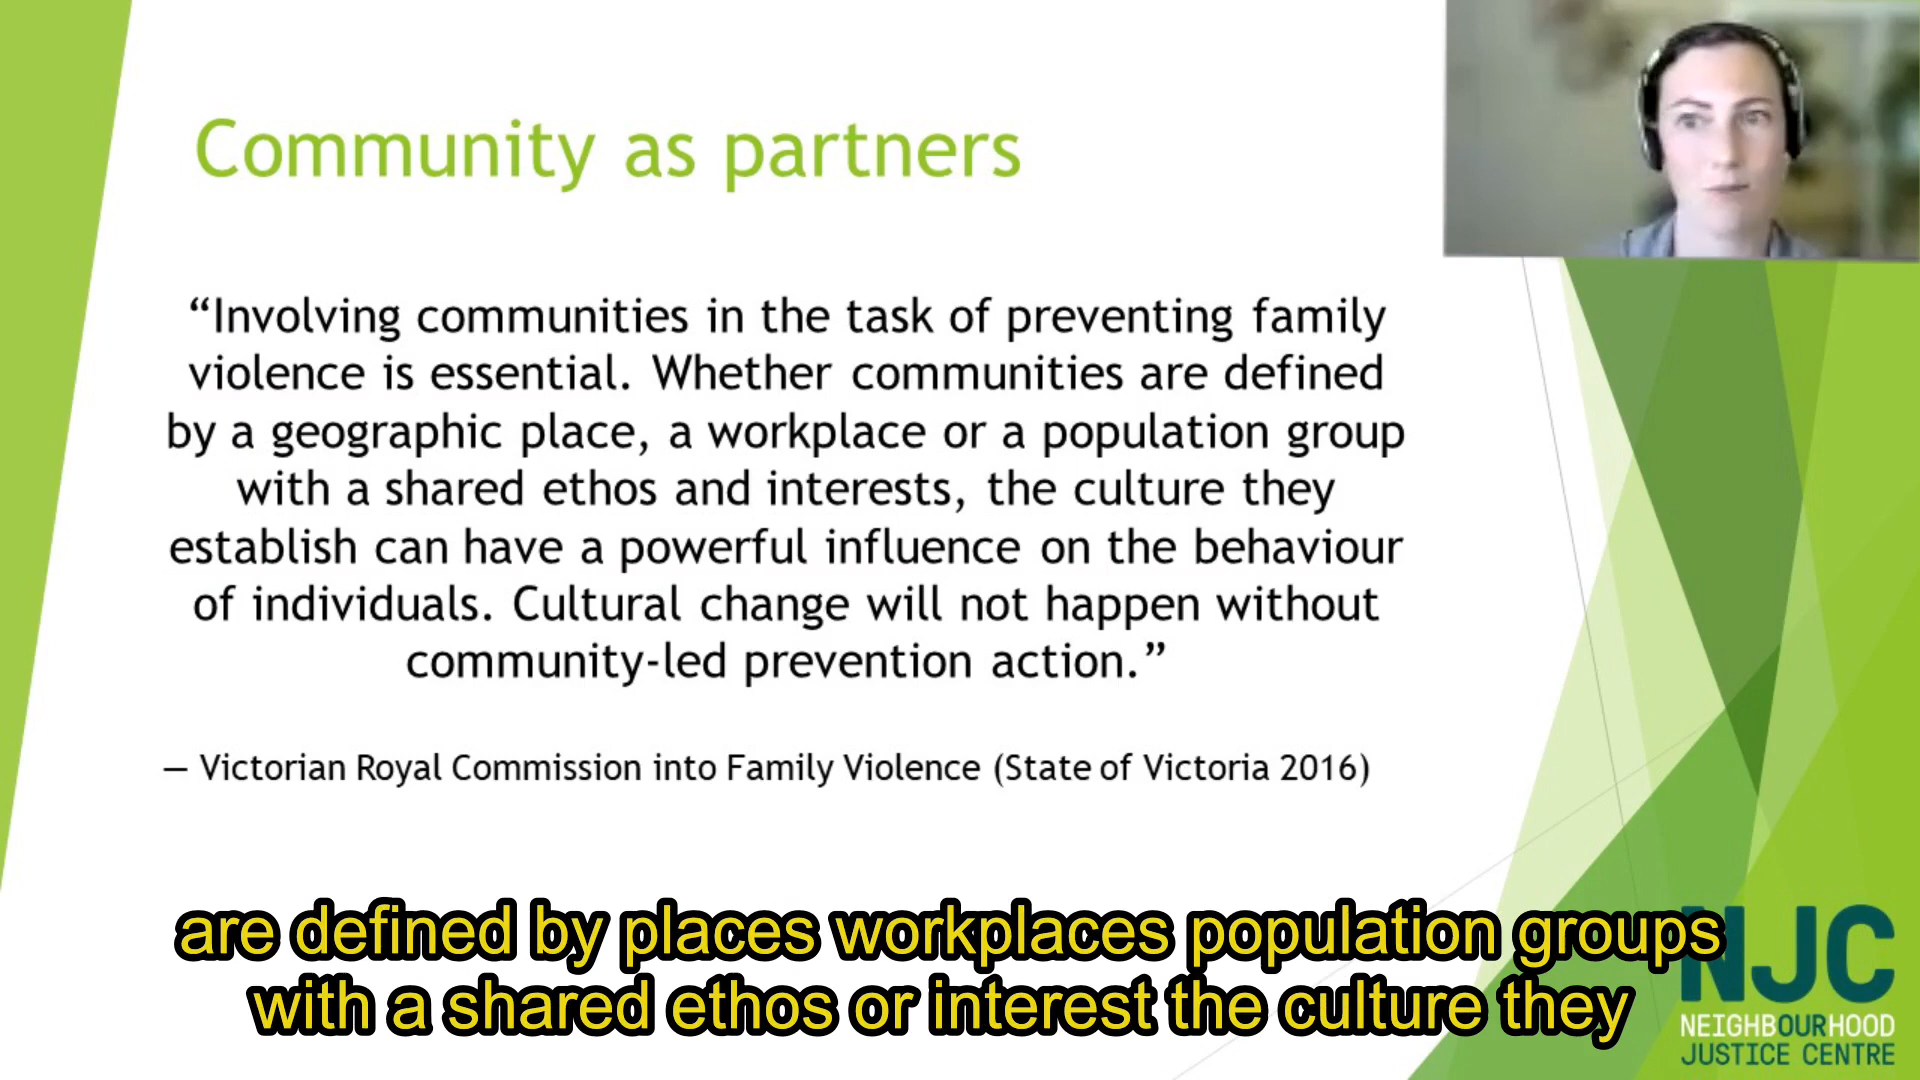 Community as partners
“Involving communities in the task of preventing family
violence is essential. Whether communities are defined
by a geographic place, a workplace or a population group
with a shared ethos and interests, the culture they
establish can have a powerful influence on the behaviour
of individuals. Cultural change will not happen without
community-led prevention action.”
— Victorian Royal Commission into Family Violence (State of Victoria 2016)
are defined by places workplaces population groups
with a shared ethos or interest the culture they
NJC
NEIGHBOURHOOD
JUSTICE CENTRE